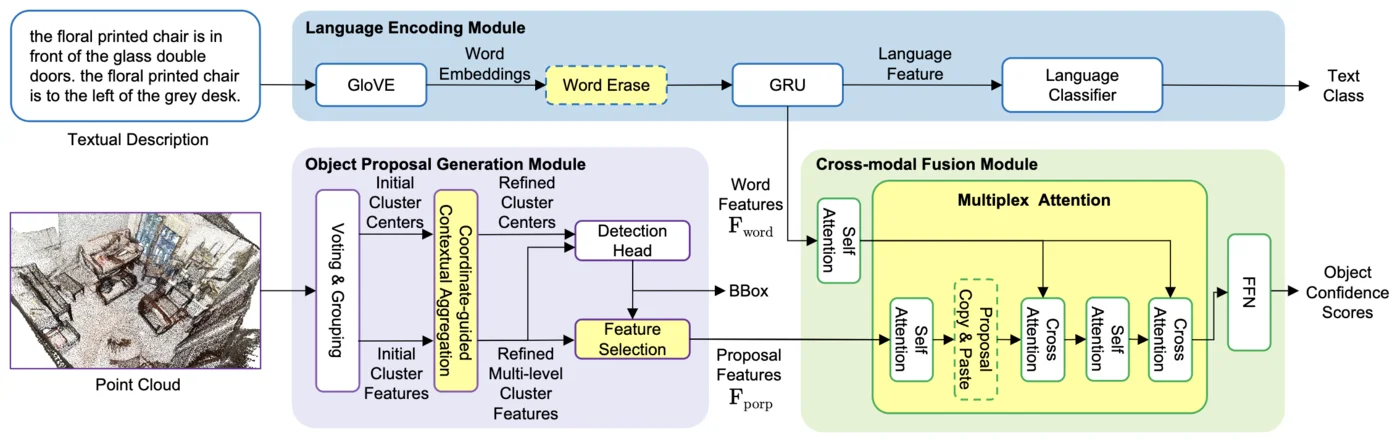 the floral printed chair is in
front of the glass double
doors. the floral printed chair
is to the left of the grey desk.
Textual Description
Language Encoding Module
GloVE
Word
Embeddings
Word Erase
GRU
Language
Feature
Language
Classifier
Text
Class
Point Cloud
Object Proposal Generation Module
Voting & Grouping
Initial
Cluster
Centers
Initial
Cluster
Features
Coordinate-guided
Contextual Aggregation
Refined
Cluster
Centers
Refined
Multi-level
Cluster
Features
Detection
Head
BBox
Feature
Selection
Word
Features
F word
Proposal
Features
F porp
Cross-modal Fusion Module
Self
Attention
Multiplex Attention
Self
Attention
Proposal
Copy & Paste
Cross
Attention
Self
Attention
Cross
Attention
FFN
Object
Confidence
Scores